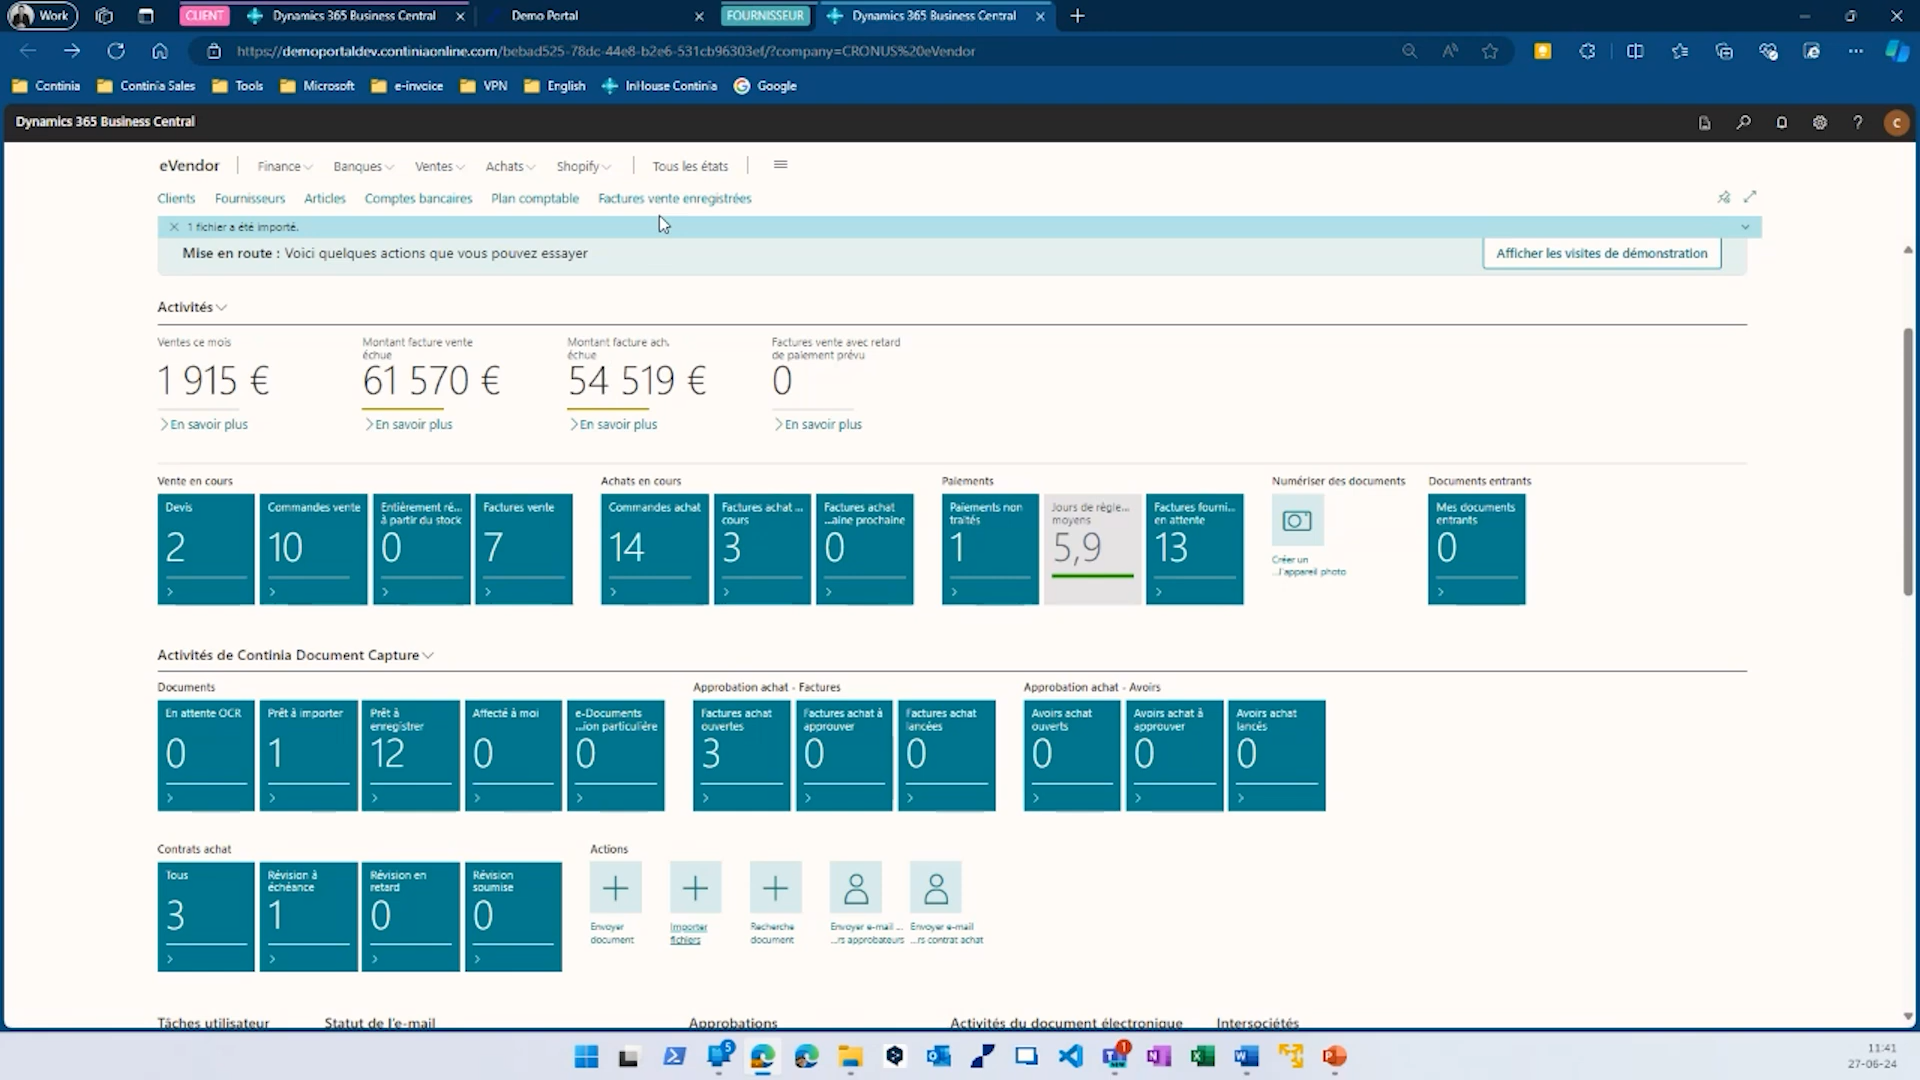 Work
CLIENT
Dynamics 365 Business Central
Demo Portal
FOURNISSEUR
Dynamics 365 Business Central
https://demoportaldev.continiaonline.com/bebad525-78dc-44e8-b2e6-531cb96303ef/?company=CRONUS%20eVendor
Continia
Continia Sales
Tools
Microsoft
e-invoice
VPN
English
InHouse Continia
Google
Dynamics 365 Business Central
C
eVendor
Finance
Banques
Ventes
Achats
Shopify
Tous les états
Clients
Fournisseurs
Articles
Comptes bancaires
Plan comptable
Factures vente enregistrées
1 fichier a été importé.
Mise en route : Voici quelques actions que vous pouvez essayer
Afficher les visites de démonstration
Activités
Ventes ce mois
1 915 €
En savoir plus
Montant facture vente
échue
61 570 €
En savoir plus
Montant facture ach.
échue
54 519 €
En savoir plus
Factures vente avec retard
de paiement prévu
0
En savoir plus
Vente en cours
Devis
2
Commandes vente
10
Entièrement ré...
à partir du stock
0
Factures vente
7
Achats en cours
Commandes achat
14
Factures achat ...
cours
3
Factures achat
...aine prochaine
0
Paiements
Paiements non
traités
1
Jours de règle...
moyens
5,9
Factures fourni...
en attente
13
Numériser des documents
Créer un
...l'appareil photo
Documents entrants
Mes documents
entrants
0
Activités de Continia Document Capture
Documents
En attente OCR
0
Prêt à importer
1
Prêt à
enregistrer
12
Affecté à moi
0
e-Documents
...ion particulière
0
Approbation achat - Factures
Factures achat
ouvertes
3
Factures achat à
approuver
0
Factures achat
lancées
0
Approbation achat - Avoirs
Avoirs achat
ouverts
0
Avoirs achat à
approuver
0
Avoirs achat
lancés
0
Contrats achat
Tous
3
Révision à
échéance
1
Révision en
retard
0
Révision
soumise
0
Actions
Envoyer
document
Importer
fichiers
Recherche
document
Envoyer e-mail ...
...rs approbateurs
Envoyer e-mail
...rs contrat achat
Tâches utilisateur
Statut de l'e-mail
Approbations
Activités du document électronique
Intersociétés
5
1
NEW
11:41
27-06-24